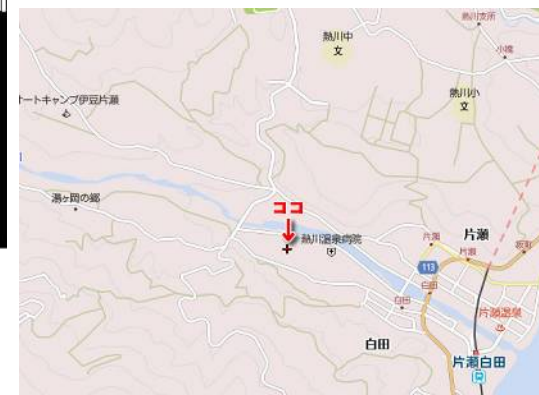 熱川支所
熱川中
文
小橋
熱川小
文
オートキャンプ伊豆片瀬
湯ヶ岡の郷
ココ
熱川温泉病院
片瀬
片瀬
片瀬
113
白田
白田
片瀬温泉
白田
片瀬白田